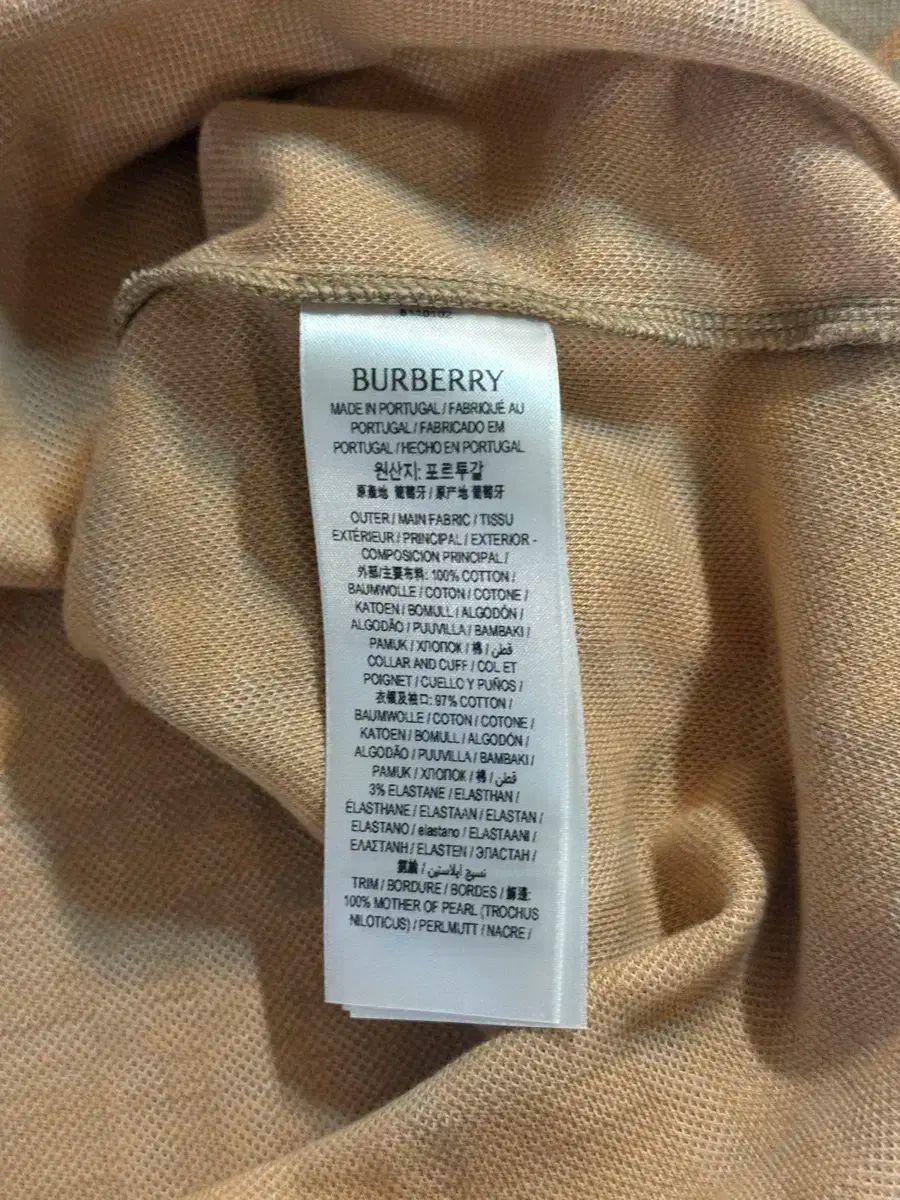 BURBERRY
MADE IN PORTUGAL / FABRIQUÉ AU
PORTUGAL / FABRICADO EM
PORTUGAL / HECHO EN PORTUGAL
원산지: 포르투갈
原產地 葡萄牙 / 原产地 葡萄牙
OUTER / MAIN FABRIC / TISSU
EXTÉRIEUR / PRINCIPAL / EXTERIOR -
COMPOSICION PRINCIPAL /
外部/主要布料: 100% COTTON /
BAUMWOLLE / COTON / COTONE /
KATOEN / BOMULL / ALGODÓN /
ALGODÃO / PUUVILLA / BAMBAKI /
PAMUK / ХЛОПОК / 棉 / قطن /
COLLAR AND CUFF / COL ET
POIGNET / CUELLO Y PUÑOS /
衣領及袖口: 97% COTTON /
BAUMWOLLE / COTON / COTONE /
KATOEN / BOMULL / ALGODÓN /
ALGODÃO / PUUVILLA / BAMBAKI /
PAMUK / ХЛОПОК / 棉 / قطن /
3% ELASTANE / ELASTHAN /
ÉLASTHANE / ELASTAAN / ELASTAN /
ELASTANO / elastano / ELASTAANI /
ΕΛΑΣΤΑΝΗ / ELASTEN / ЭЛАСТАН /
/ نسيج إيلاستين /
TRIM / BORDURE / BORDES / 飾邊:
100% MOTHER OF PEARL (TROCHUS
NILOTICUS) / PERLMUTT / NACRE /